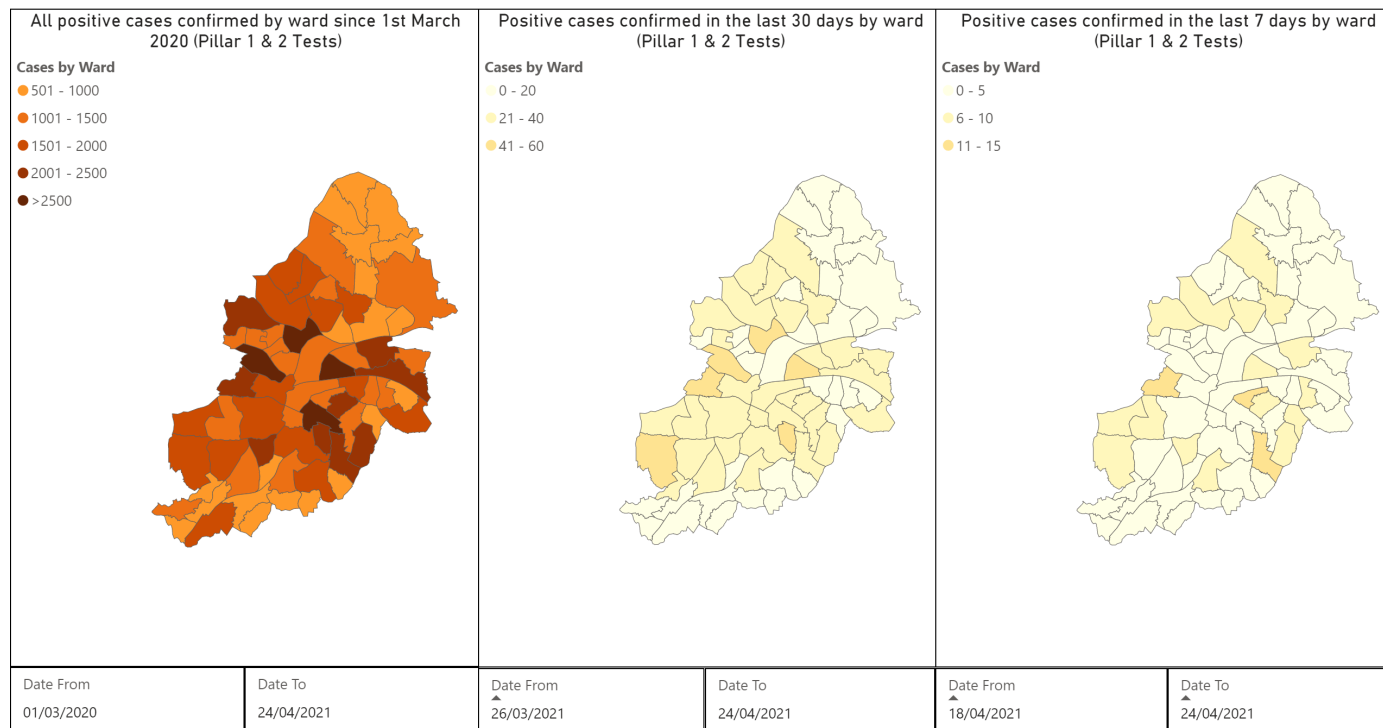 All positive cases confirmed by ward since 1st March
2020 (Pillar 1 & 2 Tests)
Cases by Ward
501 - 1000
1001 - 1500
1501 - 2000
2001 - 2500
>2500
Date From
01/03/2020
Date To
24/04/2021
Positive cases confirmed in the last 30 days by ward
(Pillar 1 & 2 Tests)
Cases by Ward
0 - 20
21 - 40
41 - 60
Date From
26/03/2021
Date To
24/04/2021
Positive cases confirmed in the last 7 days by ward
(Pillar 1 & 2 Tests)
Cases by Ward
0 - 5
6 - 10
11 - 15
Date From
18/04/2021
Date To
24/04/2021